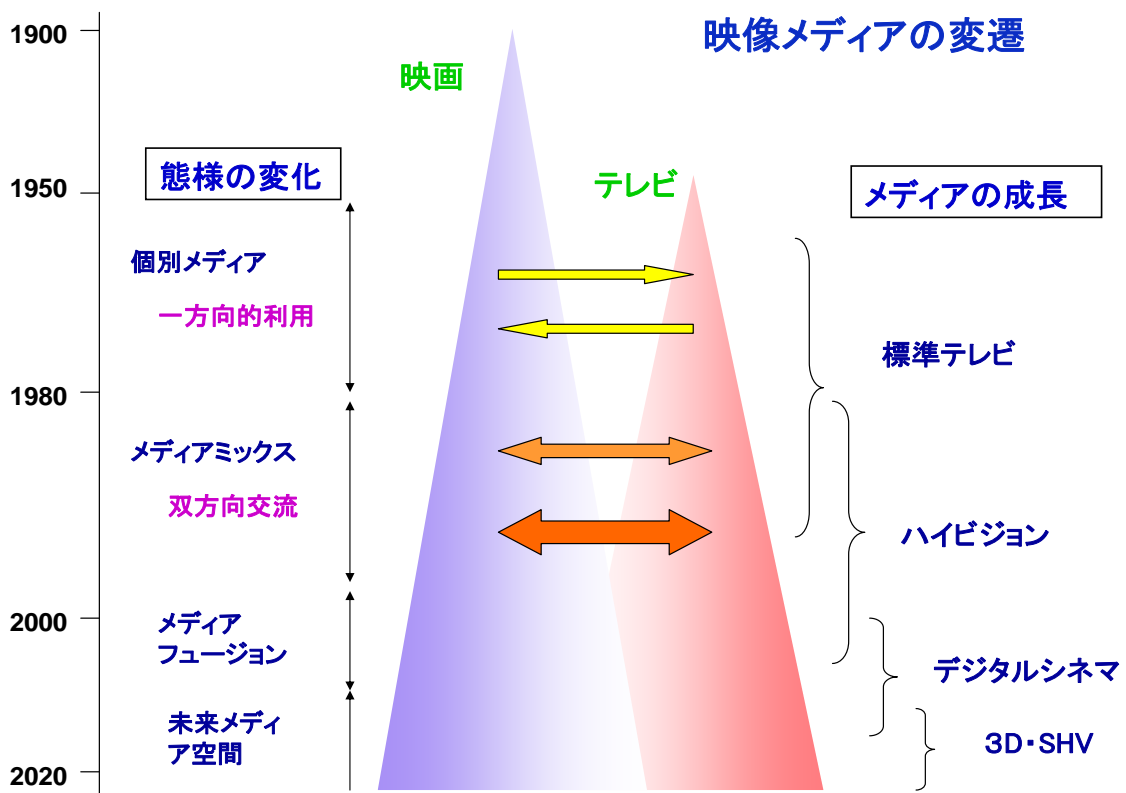 映像メディアの変遷
1900
映画
態様の変化
1950
テレビ
メディアの成長
個別メディア
一方向的利用
標準テレビ
1980
メディアミックス
双方向交流
ハイビジョン
2000
メディア
フュージョン
デジタルシネマ
未来メディ
ア空間
３D・SHV
2020